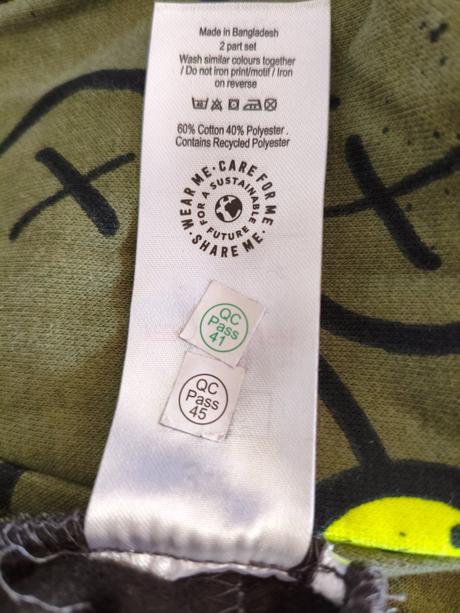 Made in Bangladesh
2 part set
Wash similar colours together
/ Do not iron print/motif / Iron
on reverse
60% Cotton 40% Polyester .
Contains Recycled Polyester
WEAR ME · CARE FOR ME · SHARE ME ·
FOR A SUSTAINABLE FUTURE
QC
Pass
41
QC
Pass
45